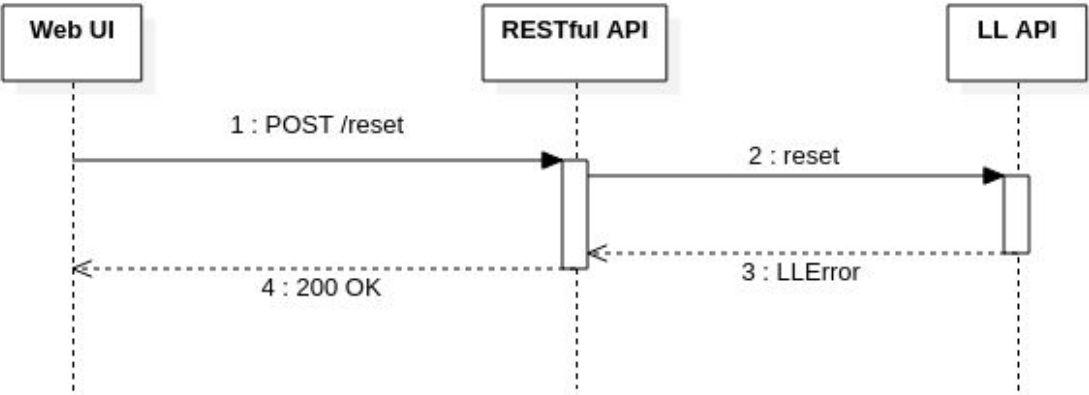 Web UI
RESTful API
LL API
1 : POST /reset
2 : reset
3 : LLError
4 : 200 OK